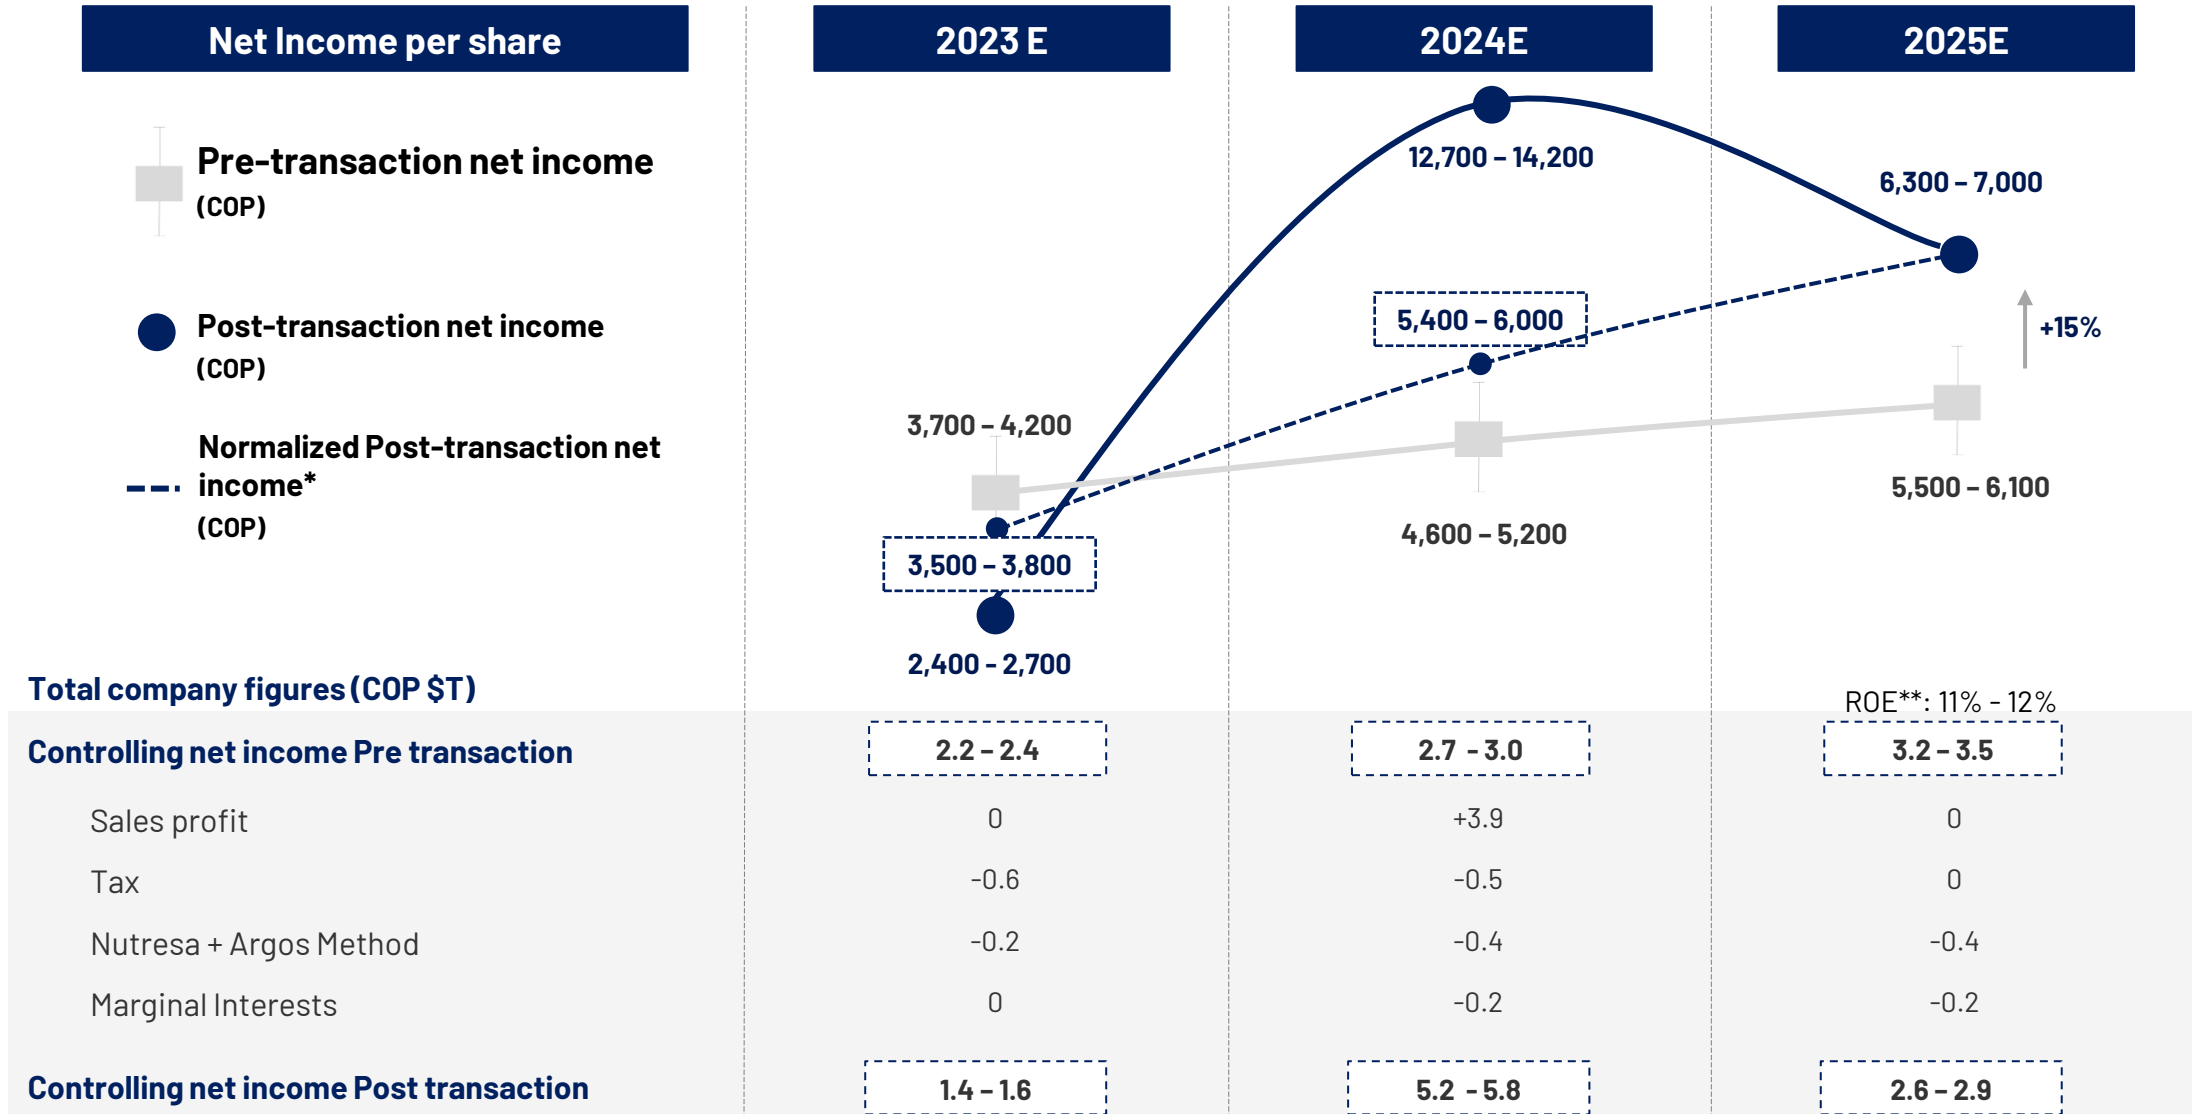 Net Income per share
2023 E
2024E
2025E
Pre-transaction net income
(COP)
Post-transaction net income
(COP)
Normalized Post-transaction net
income*
(COP)
12,700 – 14,200
6,300 – 7,000
5,400 – 6,000
+15%
3,700 – 4,200
5,500 – 6,100
4,600 – 5,200
3,500 – 3,800
2,400 - 2,700
Total company figures (COP $T)
ROE**: 11% - 12%
Controlling net income Pre transaction
2.2 – 2.4
2.7 - 3.0
3.2 – 3.5
Sales profit
0
+3.9
0
Tax
-0.6
-0.5
0
Nutresa + Argos Method
-0.2
-0.4
-0.4
Marginal Interests
0
-0.2
-0.2
Controlling net income Post transaction
1.4 – 1.6
5.2 - 5.8
2.6 – 2.9